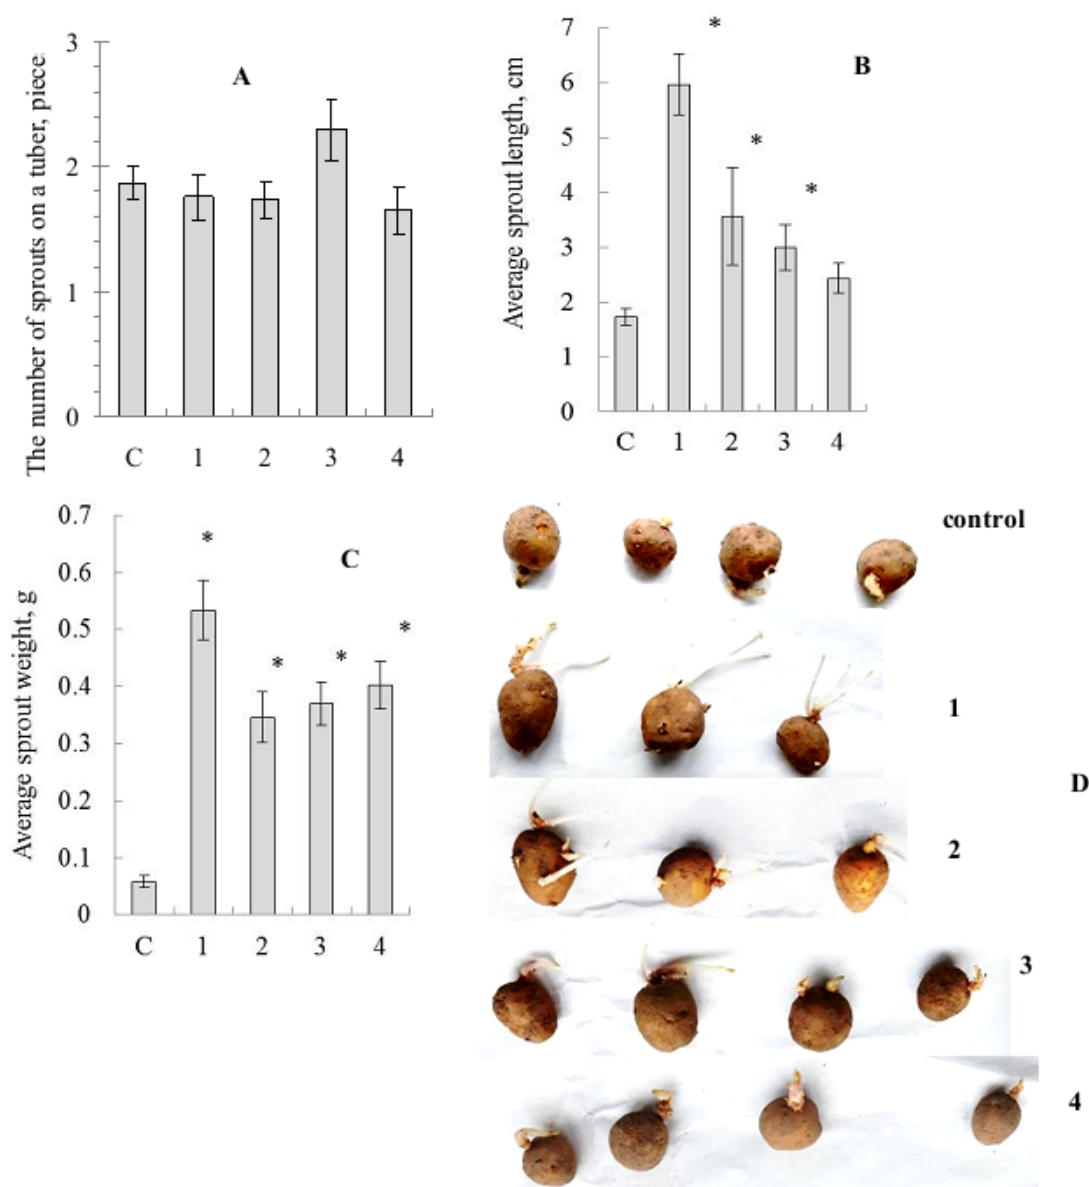 The number of sprouts on a tuber, piece
3
2
1
0
A
C 1 2 3 4
Average sprout length, cm
7
6
5
4
3
2
1
0
*
*
*
B
C 1 2 3 4
Average sprout weight, g
0.7
0.6
0.5
0.4
0.3
0.2
0.1
0
*
*
*
*
C
C 1 2 3 4
control
1
2
3
4
D